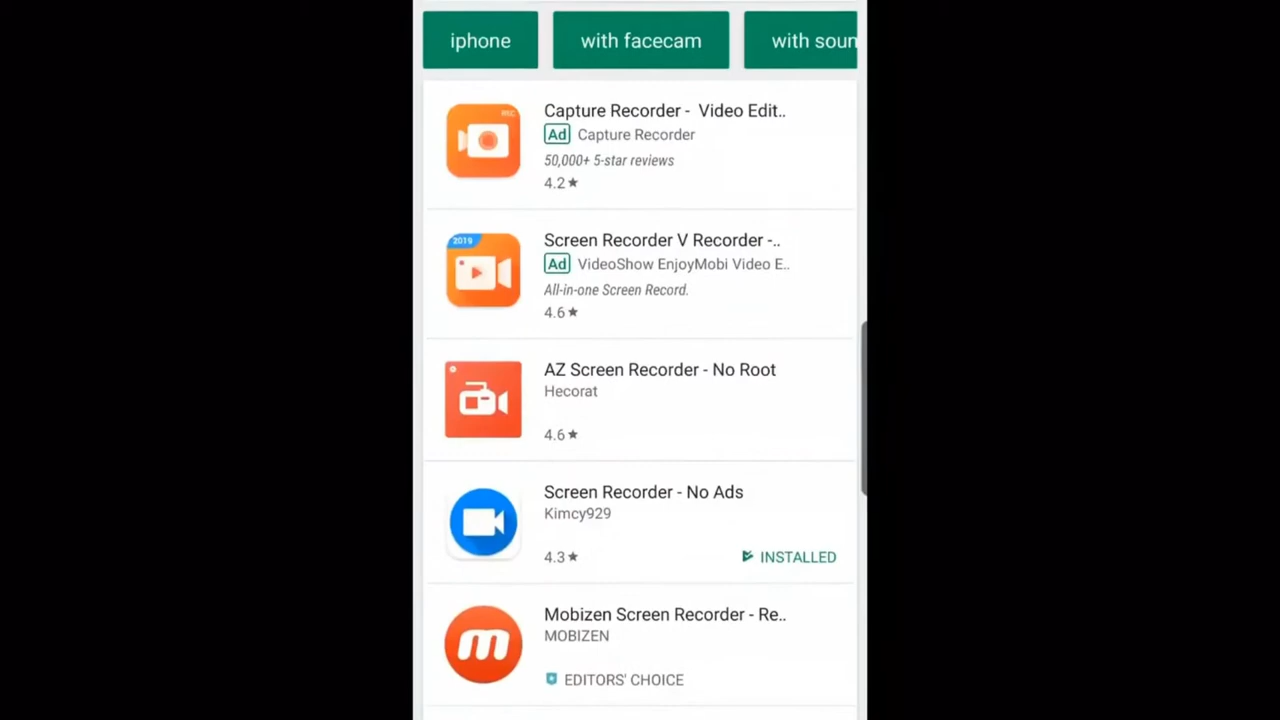 iphone
with facecam
with soun
REC
Capture Recorder - Video Edit..
Ad Capture Recorder
50,000+ 5-star reviews
4.2★
2019
Screen Recorder V Recorder -..
Ad VideoShow EnjoyMobi Video E..
All-in-one Screen Record.
4.6★
AZ Screen Recorder - No Root
Hecorat
4.6★
Screen Recorder - No Ads
Kimcy929
4.3★
INSTALLED
m
Mobizen Screen Recorder - Re..
MOBIZEN
EDITORS' CHOICE